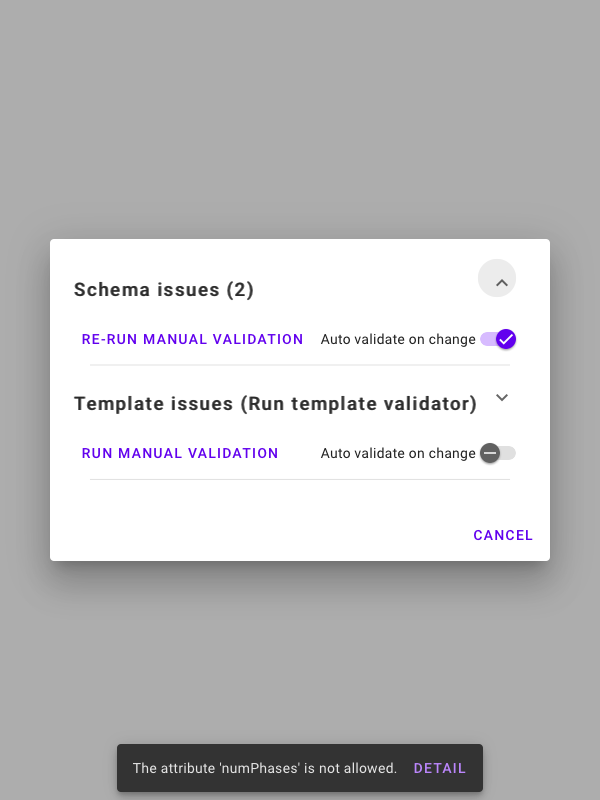 Schema issues (2)
RE-RUN MANUAL VALIDATION Auto validate on change
Template issues (Run template validator)
RUN MANUAL VALIDATION Auto validate on change
CANCEL
The attribute 'numPhases' is not allowed. DETAIL